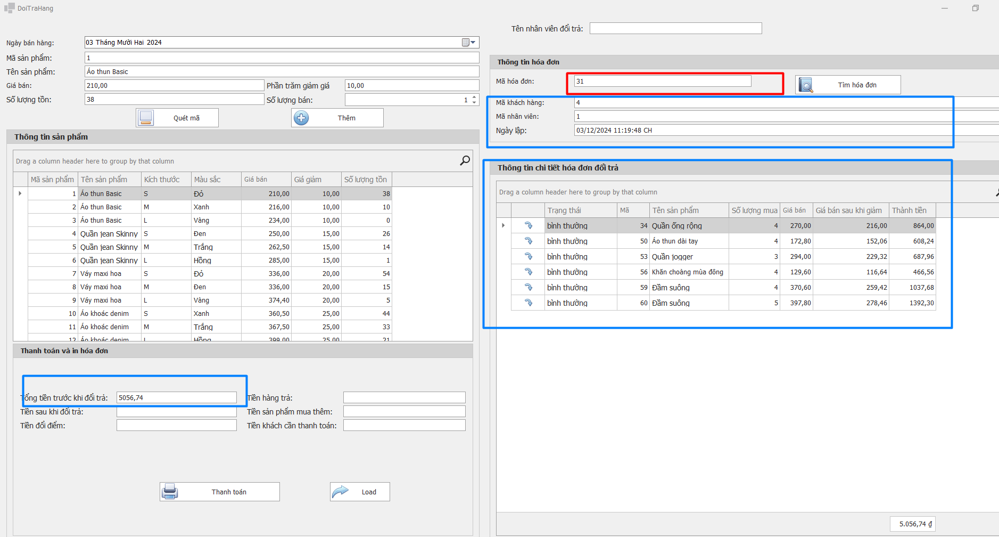 DoiTraHang
Tên nhân viên đổi trả:
Ngày bán hàng: 03 Tháng Mười Hai 2024
Mã sản phẩm: 1
Tên sản phẩm: Áo thun Basic
Giá bán: 210,00 Phần trăm giảm giá 10,00
Số lượng tồn: 38 Số lượng bán: 1
Quét mã Thêm
Thông tin sản phẩm
Drag a column header here to group by that column
Mã sản phẩm Tên sản phẩm Kích thước Màu sắc Giá bán Giá giảm Số lượng tồn
1 Áo thun Basic S Đỏ 210,00 10,00 38
2 Áo thun Basic M Xanh 216,00 10,00 10
3 Áo thun Basic L Vàng 234,00 10,00 0
4 Quần jean Skinny S Đen 250,00 15,00 26
5 Quần jean Skinny M Trắng 262,50 15,00 14
6 Quần jean Skinny L Hồng 285,00 15,00 1
7 Váy maxi hoa S Đỏ 336,00 20,00 54
8 Váy maxi hoa M Đen 336,00 20,00 15
9 Váy maxi hoa L Vàng 374,40 20,00 5
10 Áo khoác denim S Xanh 360,50 25,00 44
11 Áo khoác denim M Trắng 367,50 25,00 33
12 Áo khoác denim L Hồng 399,00 25,00 21
Thanh toán và in hóa đơn
Tổng tiền trước khi đổi trả: 5056,74 Tiền hàng trả:
Tiền sau khi đổi trả: Tiền sản phẩm mua thêm:
Tiền đổi điểm: Tiền khách cần thanh toán:
Thanh toán Load
Thông tin hóa đơn
Mã hóa đơn: 31 Tìm hóa đơn
Mã khách hàng: 4
Mã nhân viên: 1
Ngày lập: 03/12/2024 11:19:48 CH
Thông tin chi tiết hóa đơn đổi trả
Drag a column header here to group by that column
Trạng thái Mã Tên sản phẩm Số lượng mua Giá bán Giá bán sau khi giảm Thành tiền
bình thường 34 Quần ống rộng 4 270,00 216,00 864,00
bình thường 50 Áo thun dài tay 4 172,80 152,06 608,24
bình thường 53 Quần jogger 3 294,00 229,32 687,96
bình thường 56 Khăn choàng mùa đông 4 129,60 116,64 466,56
bình thường 59 Đầm suông 4 370,60 259,42 1037,68
bình thường 60 Đầm suông 5 397,80 278,46 1392,30
5.056,74 ₫